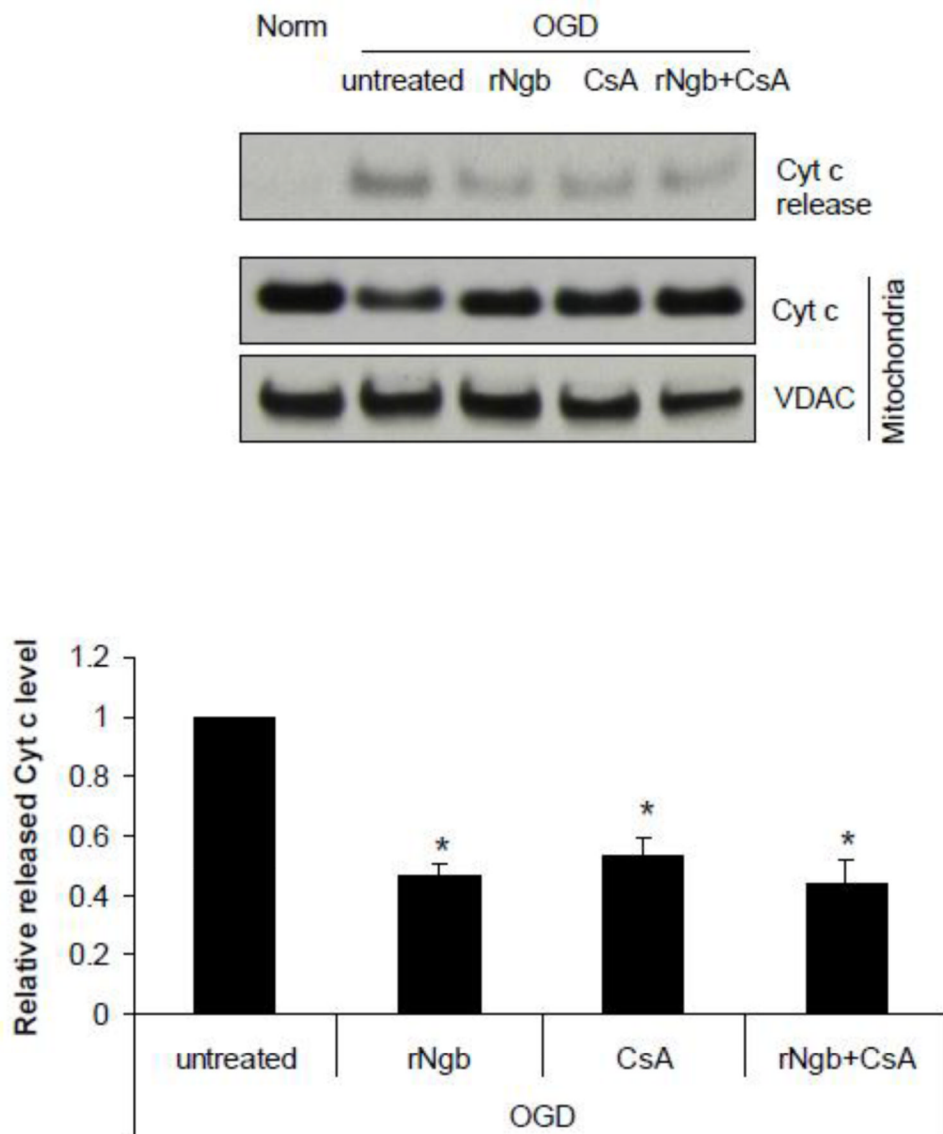 Norm OGD
untreated rNgb CsA rNgb+CsA
Cyt c
release
Cyt c
VDAC
Mitochondria
Relative released Cyt c level
1.2
1
0.8
0.6
0.4
0.2
0
*
*
*
untreated rNgb CsA rNgb+CsA
OGD